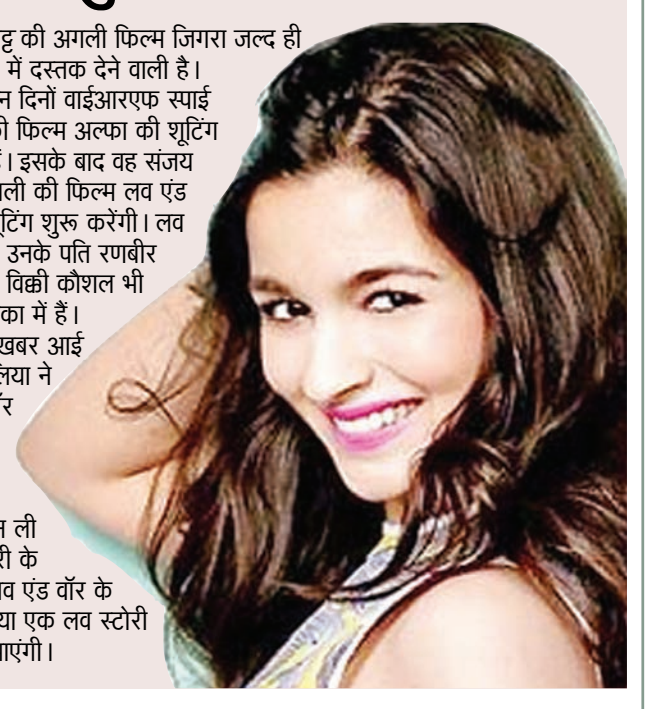 ट्ट की अगली फिल्म जिगरा जल्द ही
में दस्तक देने वाली है।
न दिनों वाईआरएफ स्पाई
फिल्म अल्फा की शूटिंग
। इसके बाद वह संजय
ली की फिल्म लव एंड
टिंग शुरू करेंगी। लव
उनके पति रणबीर
विक्की कौशल भी
का में हैं।
खबर आई
लिया ने
ॉर
ली
री के
व एंड वॉर के
या एक लव स्टोरी
ाएंगी।